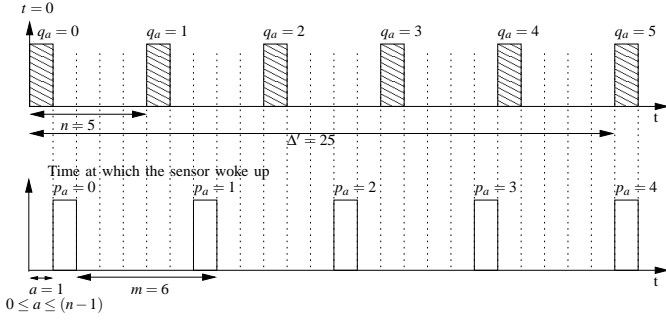 t = 0
q_a = 0 q_a = 1 q_a = 2 q_a = 3 q_a = 4 q_a = 5
t
n = 5
Δ′ = 25
Time at which the sensor woke up
p_a = 0 p_a = 1 p_a = 2 p_a = 3 p_a = 4
t
a = 1 m = 6
0 ≤ a ≤ (n − 1)